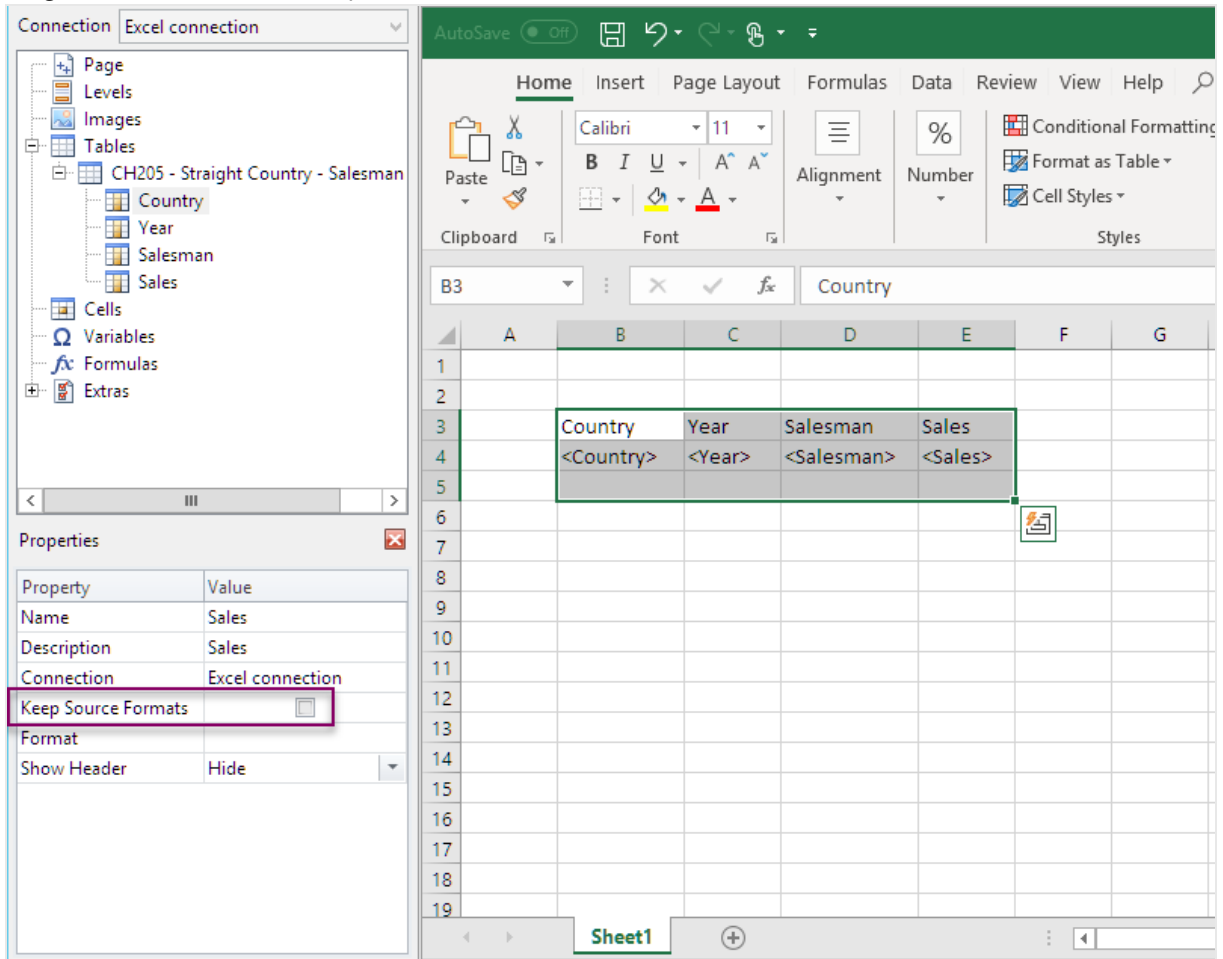 Connection Excel connection
Page
Levels
Images
Tables
CH205 - Straight Country - Salesman
Country
Year
Salesman
Sales
Cells
Ω Variables
fx Formulas
Extras
Properties
Property Value
Name Sales
Description Sales
Connection Excel connection
Keep Source Formats
Format
Show Header Hide
AutoSave Off
Home Insert Page Layout Formulas Data Review View Help
Paste
Clipboard
Calibri 11
B I U A A
A
Font
Alignment
%
Number
Conditional Formatting
Format as Table
Cell Styles
Styles
B3 fx Country
A B C D E F G
1
2
3 Country Year Salesman Sales
4 <Country> <Year> <Salesman> <Sales>
5
6
7
8
9
10
11
12
13
14
15
16
17
18
19
Sheet1